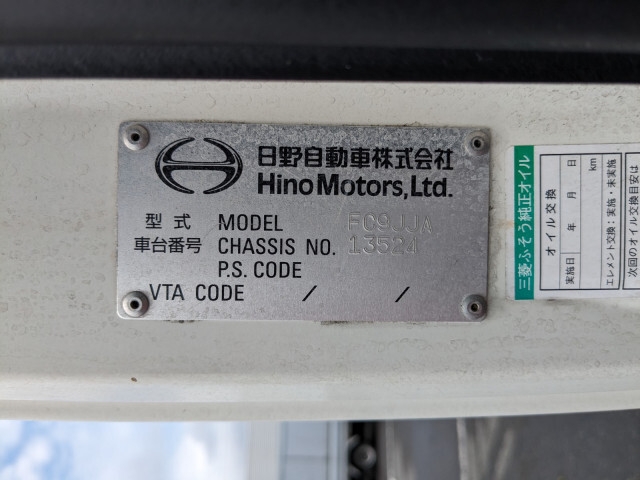 日野自動車株式会社
Hino Motors, Ltd.
型式 MODEL FC9JJA
車台番号 CHASSIS NO. 13524
P.S. CODE
VTA CODE / /
三菱ふそう純正オイル
オイル交換
実施日 年 月 日
km
エレメント交換：実施・未実施
次回のオイル交換目安は